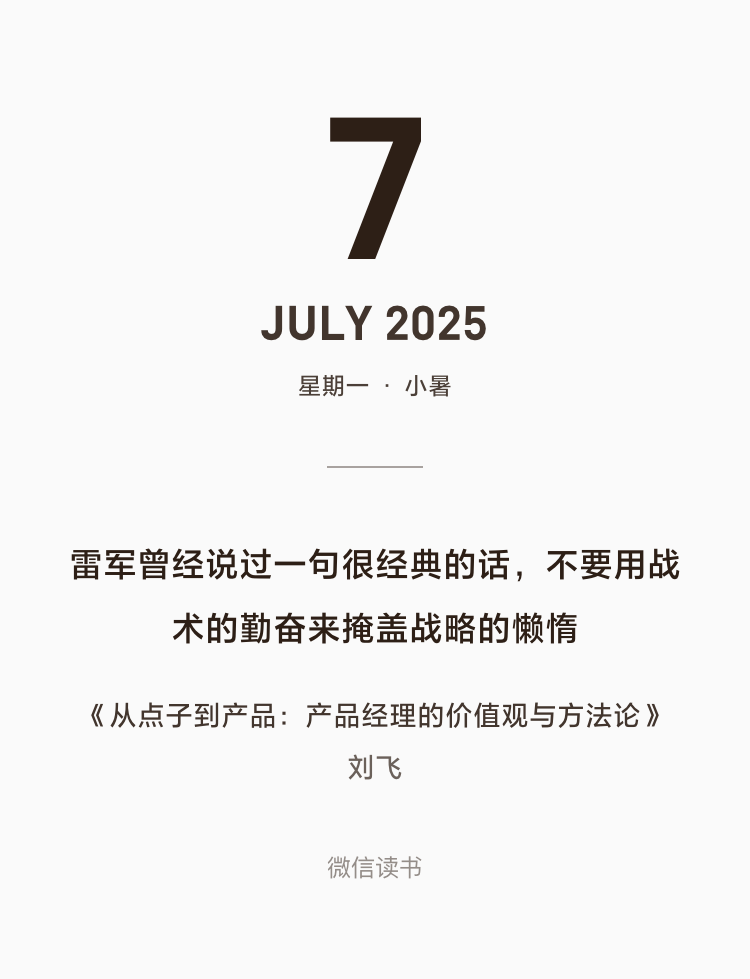 7
JULY 2025
星期一 · 小暑
雷军曾经说过一句很经典的话，不要用战
术的勤奋来掩盖战略的懒惰
《从点子到产品：产品经理的价值观与方法论》
刘飞
微信读书